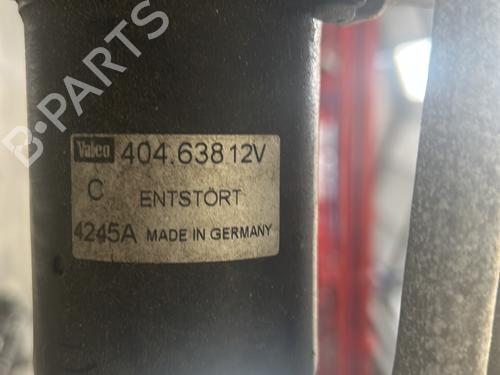 Valeo 404.638 12V
C ENTSTÖRT
4245A MADE IN GERMANY
B-PARTS